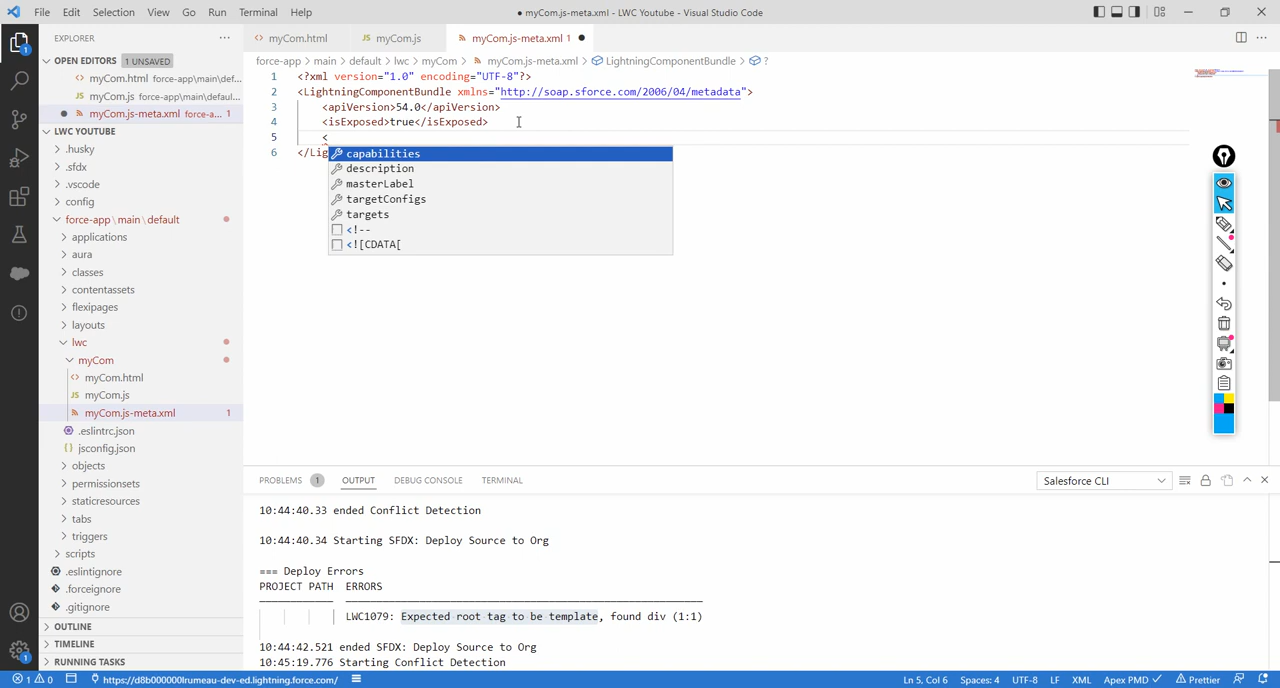 File Edit Selection View Go Run Terminal Help
● myCom.js-meta.xml - LWC Youtube - Visual Studio Code
EXPLORER
OPEN EDITORS 1 UNSAVED
myCom.html force-app\main\def...
myCom.js force-app\main\defaul...
myCom.js-meta.xml force-a... 1
LWC YOUTUBE
.husky
.sfdx
.vscode
config
force-app\main\default
applications
aura
classes
contentassets
flexipages
layouts
lwc
myCom
myCom.html
myCom.js
myCom.js-meta.xml 1
.eslintrc.json
jsconfig.json
objects
permissionsets
staticresources
tabs
triggers
scripts
.eslintignore
.forceignore
.gitignore
OUTLINE
TIMELINE
RUNNING TASKS
myCom.html
myCom.js
myCom.js-meta.xml 1
force-app > main > default > lwc > myCom > myCom.js-meta.xml > LightningComponentBundle > ?
1 <?xml version="1.0" encoding="UTF-8"?>
2 <LightningComponentBundle xmlns="http://soap.sforce.com/2006/04/metadata">
3 <apiVersion>54.0</apiVersion>
4 <isExposed>true</isExposed>
5 <
6 </Lig
capabilities
description
masterLabel
targetConfigs
targets
<!--
<![CDATA[
PROBLEMS 1 OUTPUT DEBUG CONSOLE TERMINAL
Salesforce CLI
10:44:40.33 ended Conflict Detection
10:44:40.34 Starting SFDX: Deploy Source to Org
=== Deploy Errors
PROJECT PATH ERRORS
LWC1079: Expected root tag to be template, found div (1:1)
10:44:42.521 ended SFDX: Deploy Source to Org
10:45:19.776 Starting Conflict Detection
1 0 https://d8b000000lrumeau-dev-ed.lightning.force.com/
Ln 5, Col 6 Spaces: 4 UTF-8 LF XML Apex PMD Prettier